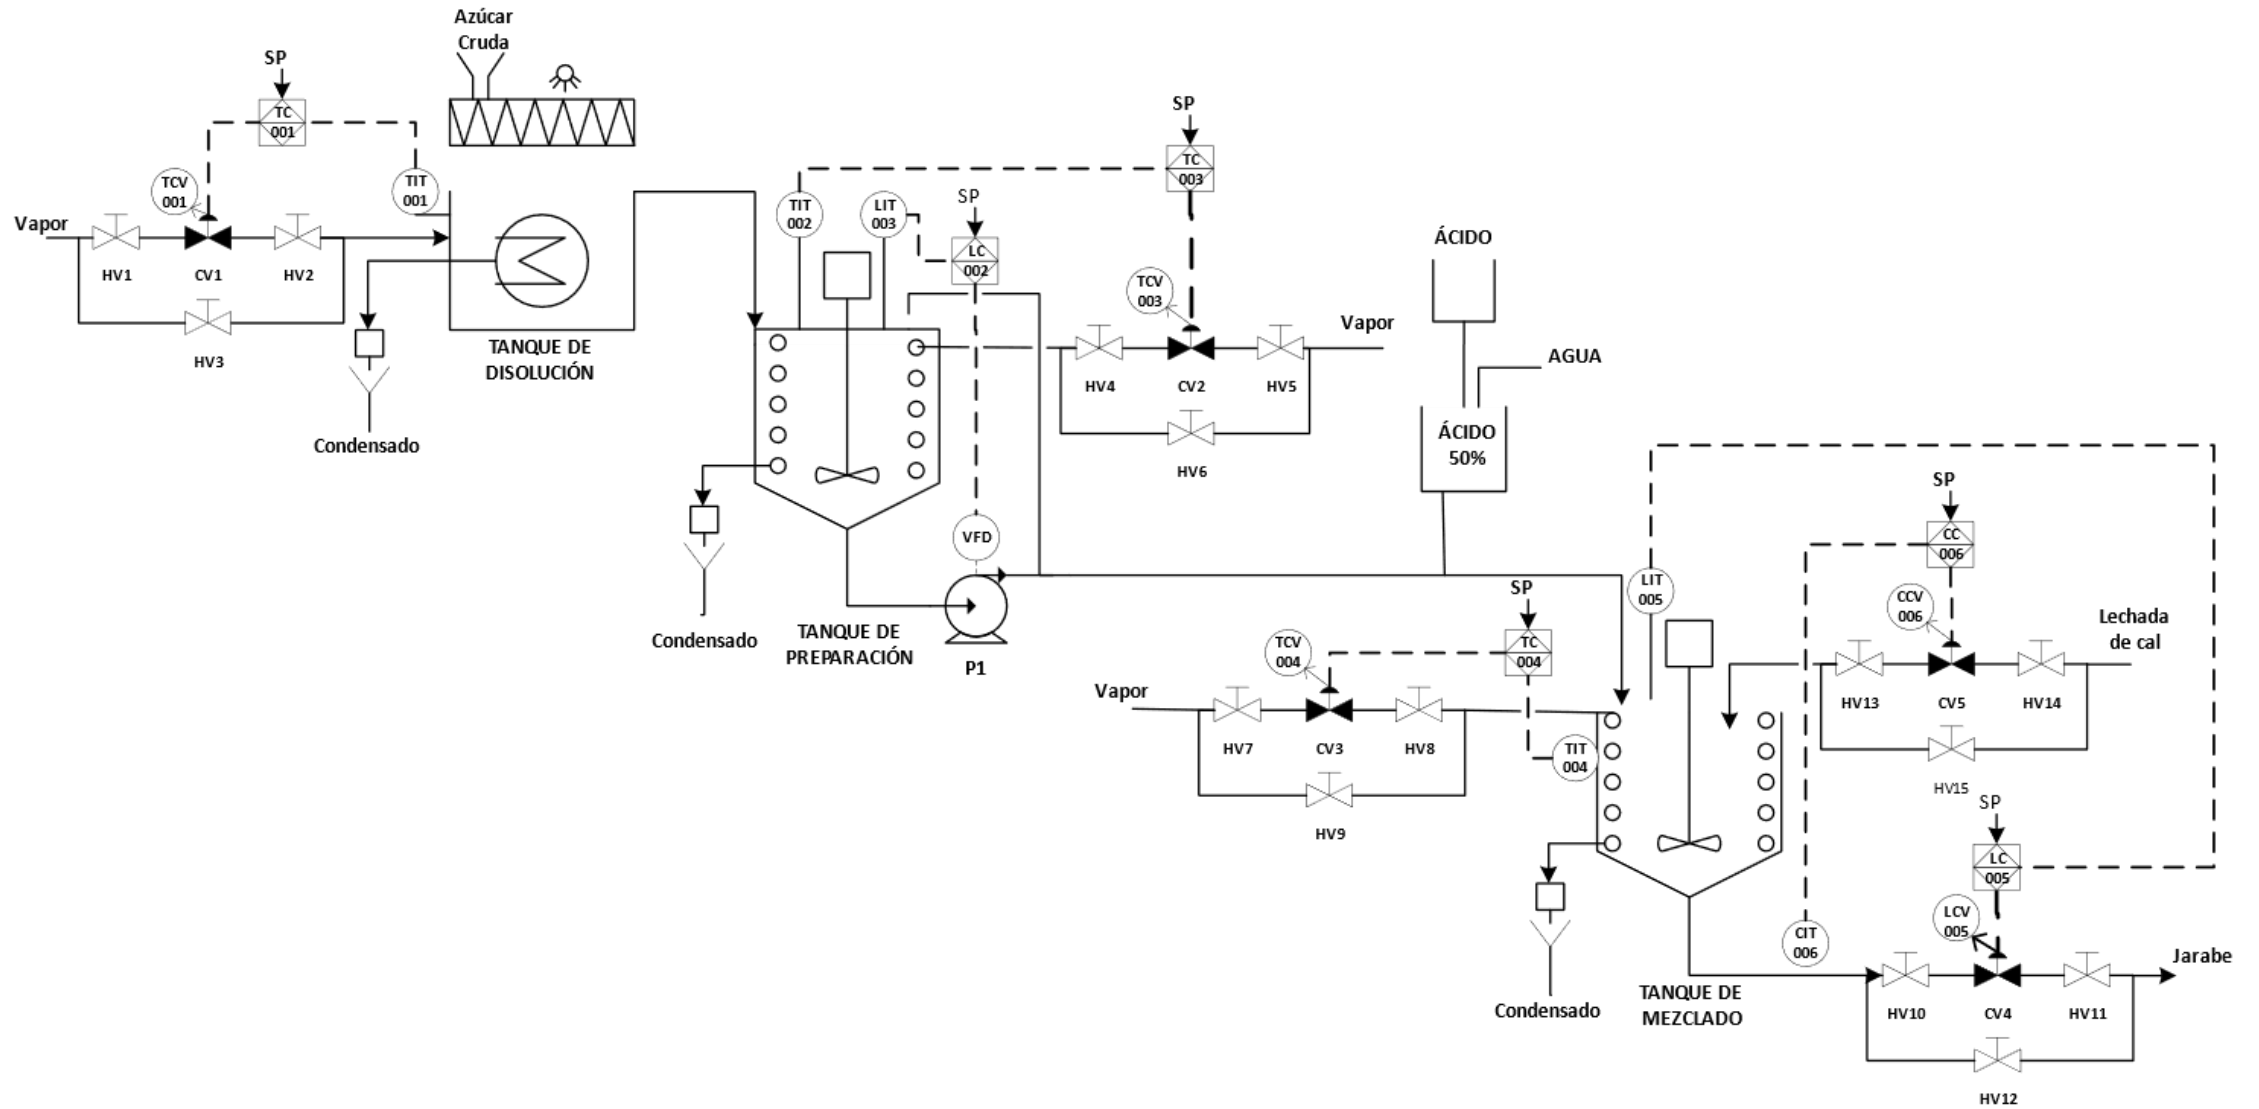 Azúcar
Cruda
SP
TC
001
TCV
001
TIT
001
Vapor
HV1
CV1
HV2
HV3
Condensado
TANQUE DE
DISOLUCIÓN
SP
TC
003
TIT
002
LIT
003
SP
LC
002
TCV
003
Vapor
HV4
CV2
HV5
HV6
Condensado
TANQUE DE
PREPARACIÓN
VFD
P1
ÁCIDO
AGUA
ÁCIDO
50%
SP
TC
004
TCV
004
Vapor
HV7
CV3
HV8
HV9
TIT
004
LIT
005
Condensado
TANQUE DE
MEZCLADO
SP
CC
006
CCV
006
Lechada
de cal
HV13
CV5
HV14
HV15
SP
LC
005
LCV
005
CIT
006
Jarabe
HV10
CV4
HV11
HV12